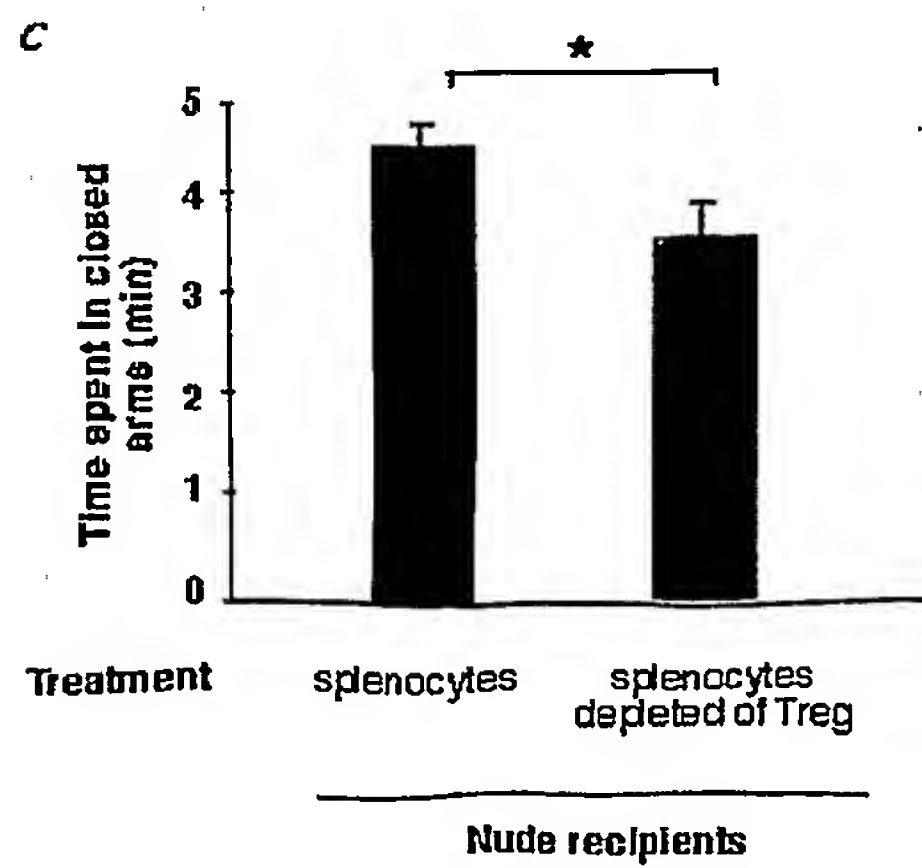 C
*
5
4
3
2
1
0
Time spent in closed
arms (min)
Treatment
splenocytes
splenocytes
depleted of Treg
Nude recipients